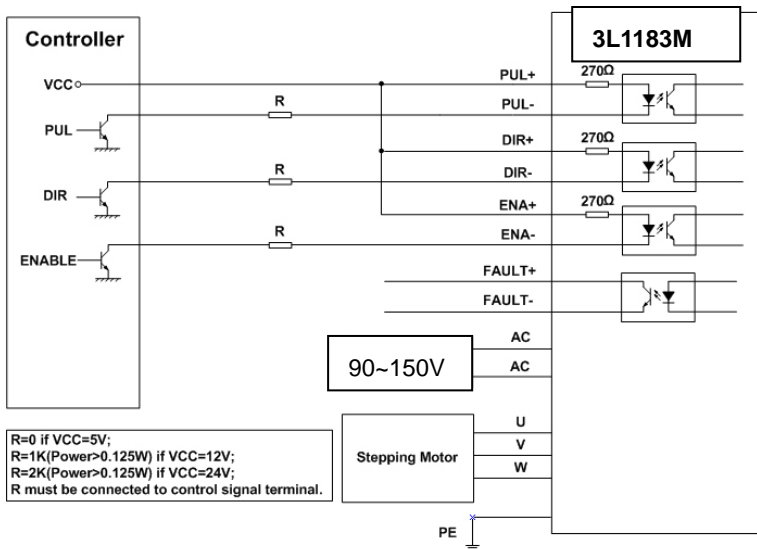 Controller
3L1183M
VCC
PUL
DIR
ENABLE
R
R
R
PUL+
PUL-
DIR+
DIR-
ENA+
ENA-
FAULT+
FAULT-
270Ω
270Ω
270Ω
AC
AC
90~150V
U
V
W
Stepping Motor
PE
R=0 if VCC=5V;
R=1K(Power>0.125W) if VCC=12V;
R=2K(Power>0.125W) if VCC=24V;
R must be connected to control signal terminal.